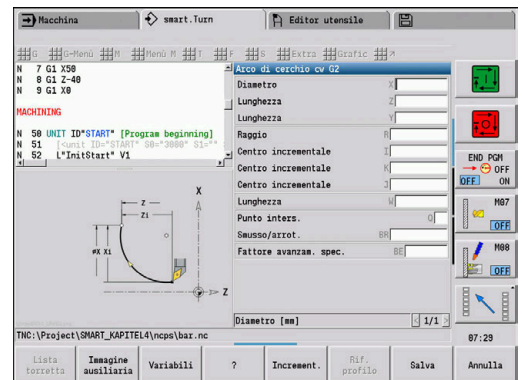 Macchina
smart.Turn
Editor utensile
G
G-Menù
M
Menù M
T
F
S
Extra
Grafic
N 7 G1 X50
N 8 G1 Z-40
N 9 G1 X0
MACHINING
N 50 UNIT ID"START" [Program beginning]
N 51 [<unit ID="START" S0="3000" S1=""
N 52 L"InitStart" V1
Arco di cerchio cw G2
Diametro X
Lunghezza Z
Lunghezza Y
Raggio R
Centro incrementale I
Centro incrementale K
Centro incrementale J
Lunghezza W
Punto inters. Q
Smusso/arrot. BR
Fattore avanzam. spec. BE
Diametro [mm] 1/1
X
Z
Zi
øX Xi
Z
TNC:\Project\SMART_KAPITEL4\ncps\bar.nc
END PGM
OFF
OFF ON
M07
OFF
M08
OFF
07:29
Lista torretta
Immagine ausiliaria
Variabili
?
Increment.
Rif. profilo
Salva
Annulla